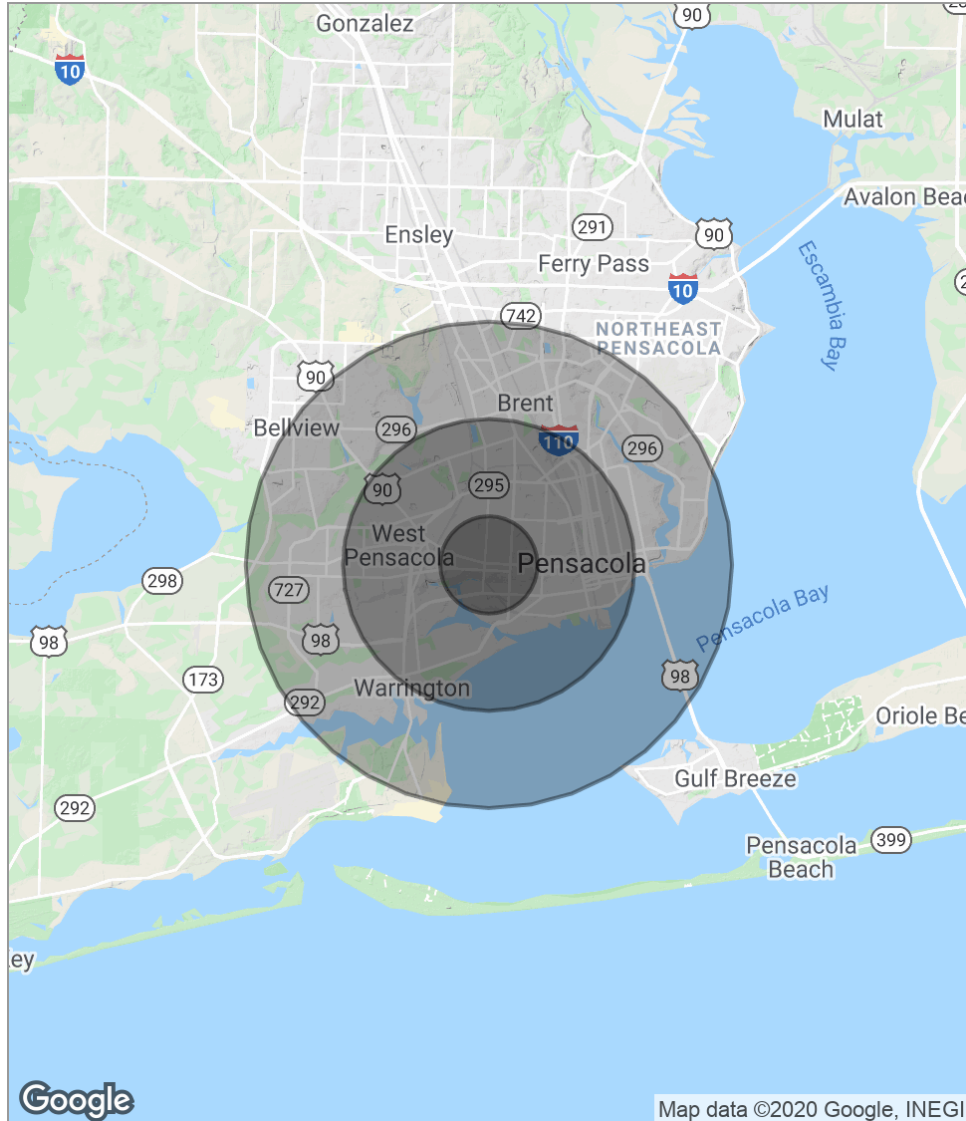 90
Gonzalez
10
Mulat
Avalon Beac
291
90
Ensley
Ferry Pass
10
Escambia Bay
742
NORTHEAST
PENSACOLA
90
Brent
Bellview
296
110
296
90
295
West
Pensacola
Pensacola
298
727
Pensacola Bay
98
98
98
173
Warrington
292
Oriole Be
Gulf Breeze
292
Pensacola
Beach
399
ey
Google
Map data ©2020 Google, INEGI